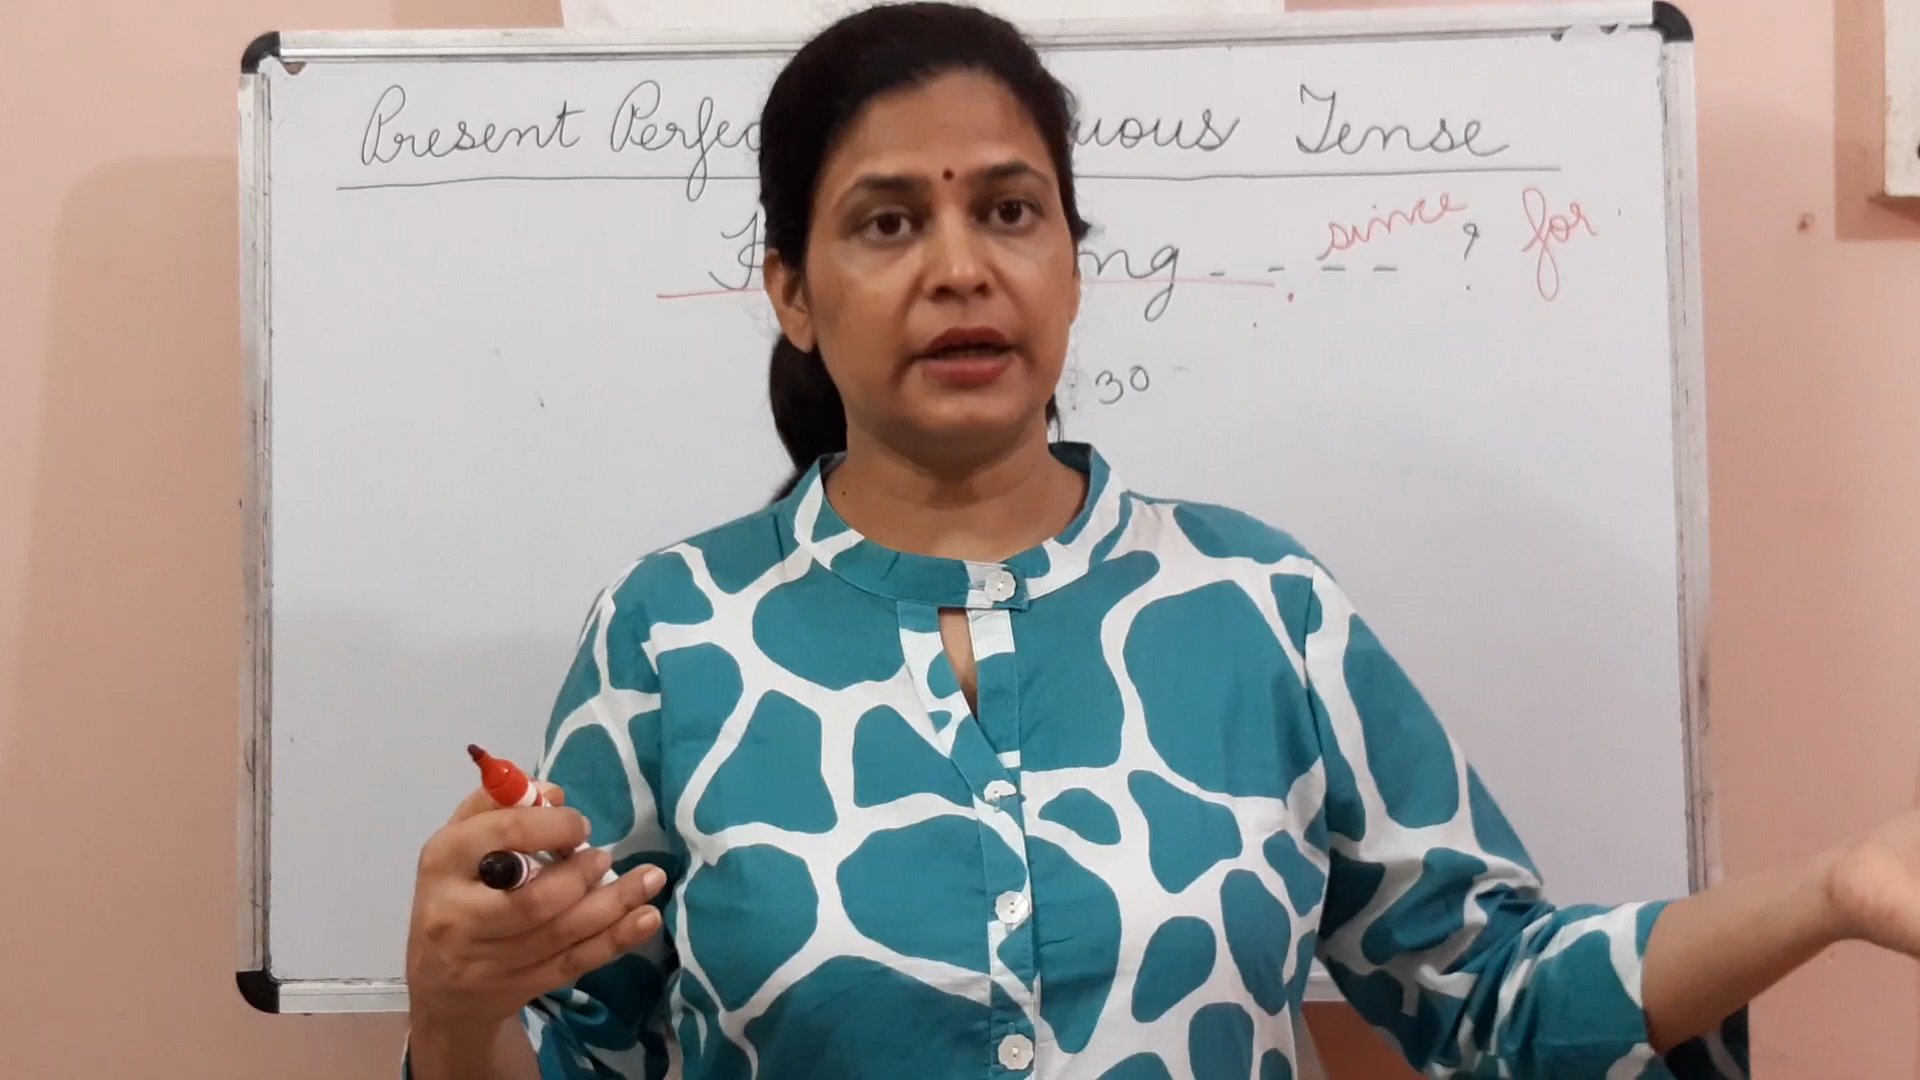 Present Perfec uous Tense
since for
ng - - - - ?
30